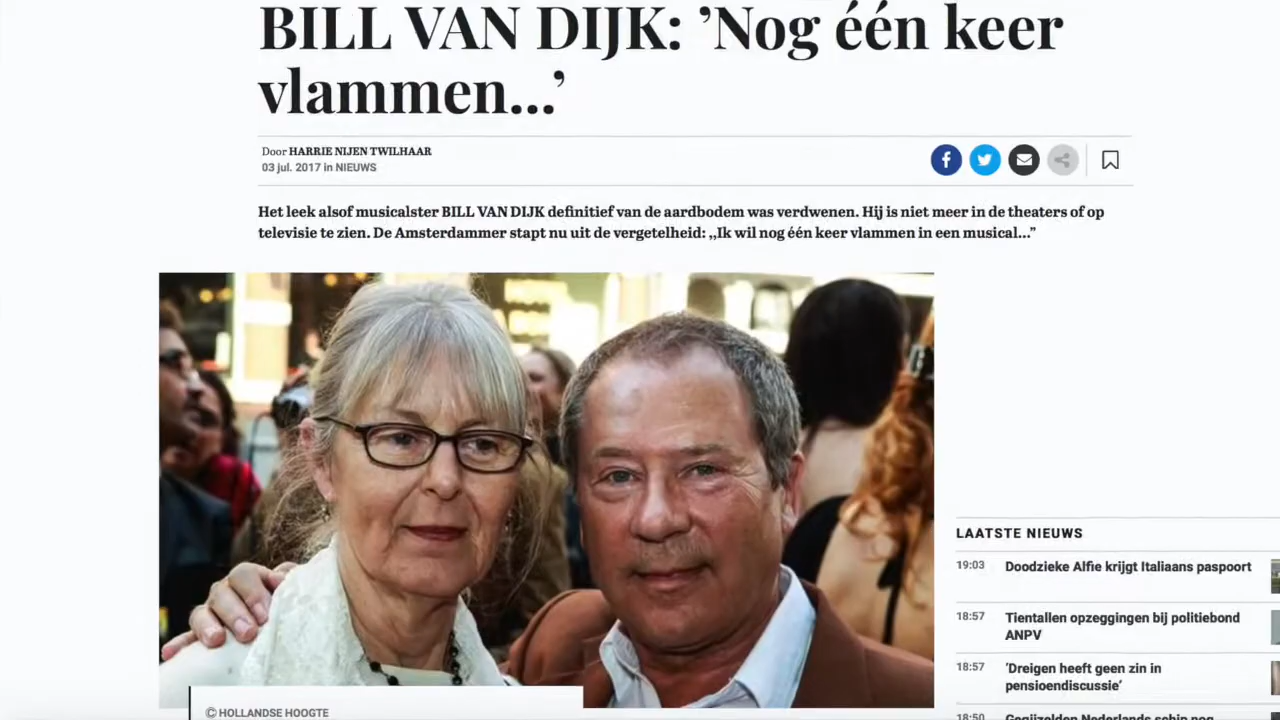 BILL VAN DIJK: ’Nog één keer
vlammen...’
Door HARRIE NIJEN TWILHAAR
03 jul. 2017 in NIEUWS
Het leek alsof musicalster BILL VAN DIJK definitief van de aardbodem was verdwenen. Hij is niet meer in de theaters of op
televisie te zien. De Amsterdammer stapt nu uit de vergetelheid: ,,Ik wil nog één keer vlammen in een musical...”
LAATSTE NIEUWS
19:03 Doodzieke Alfie krijgt Italiaans paspoort
18:57 Tientallen opzeggingen bij politiebond
ANPV
18:57 ’Dreigen heeft geen zin in
pensioendiscussie’
18:50 Gegijzelden Nederlands schip nog
© HOLLANDSE HOOGTE